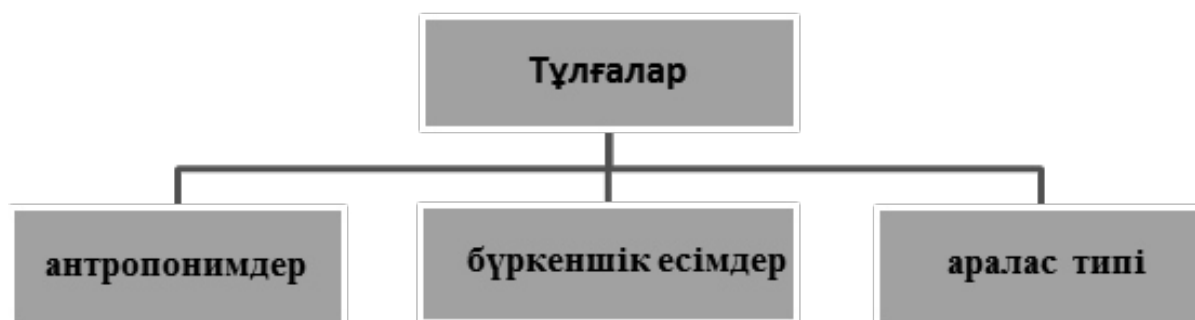 Тұлғалар
антропонимдер
бүркеншік есімдер
аралас типі